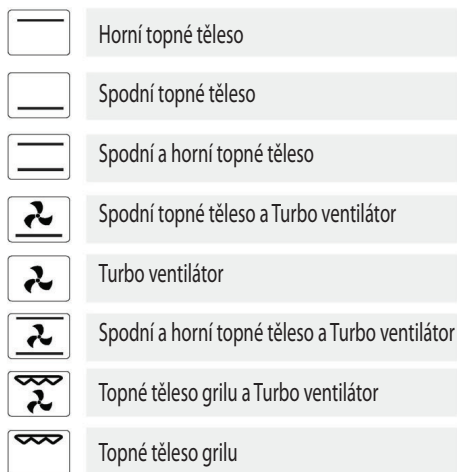 Horní topné těleso
Spodní topné těleso
Spodní a horní topné těleso
Spodní topné těleso a Turbo ventilátor
Turbo ventilátor
Spodní a horní topné těleso a Turbo ventilátor
Topné těleso grilu a Turbo ventilátor
Topné těleso grilu